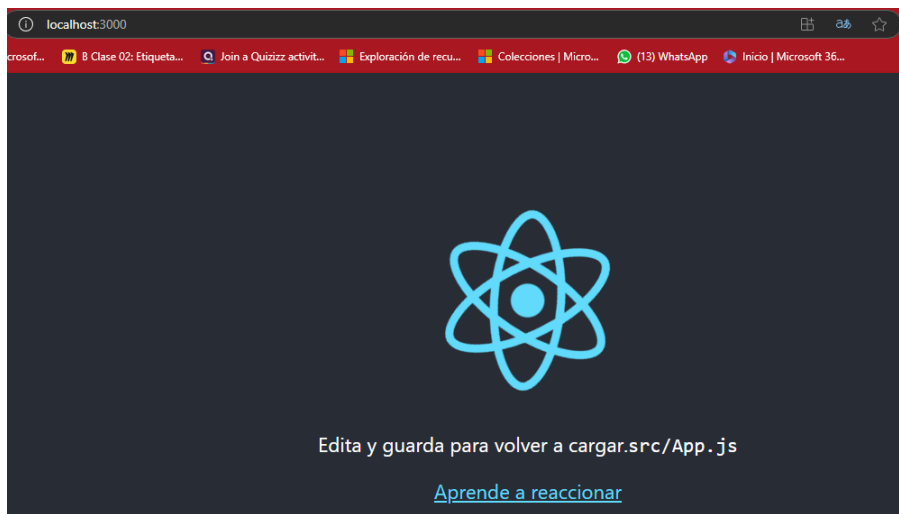 localhost:3000
crosof... B Clase 02: Etiqueta... Join a Quizizz activit... Exploración de recu... Colecciones | Micro... (13) WhatsApp Inicio | Microsoft 36...
Edita y guarda para volver a cargar.src/App.js
Aprende a reaccionar